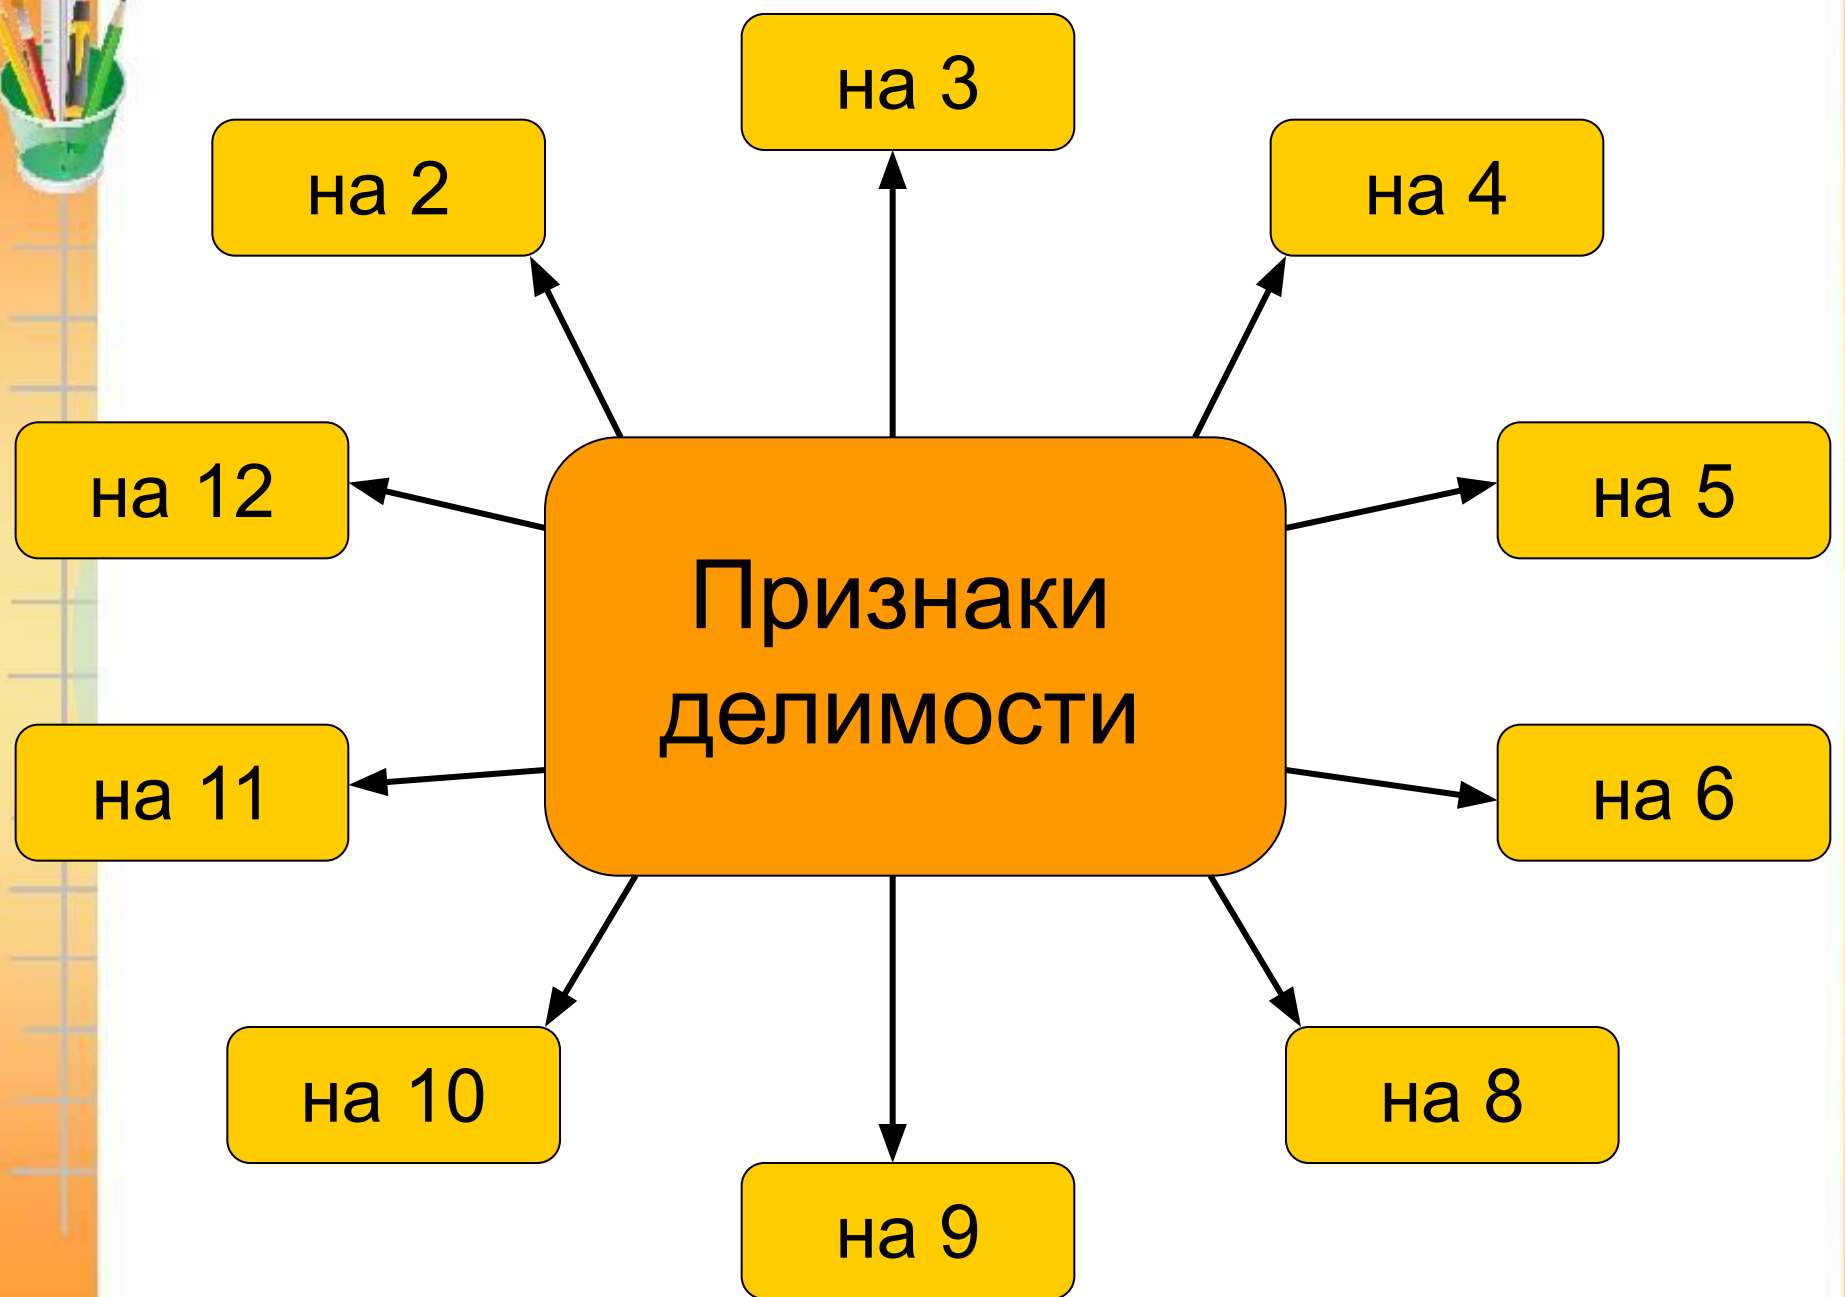 на 3
на 2
на 4
на 12
на 5
Признаки
делимости
на 11
на 6
на 10
на 8
на 9